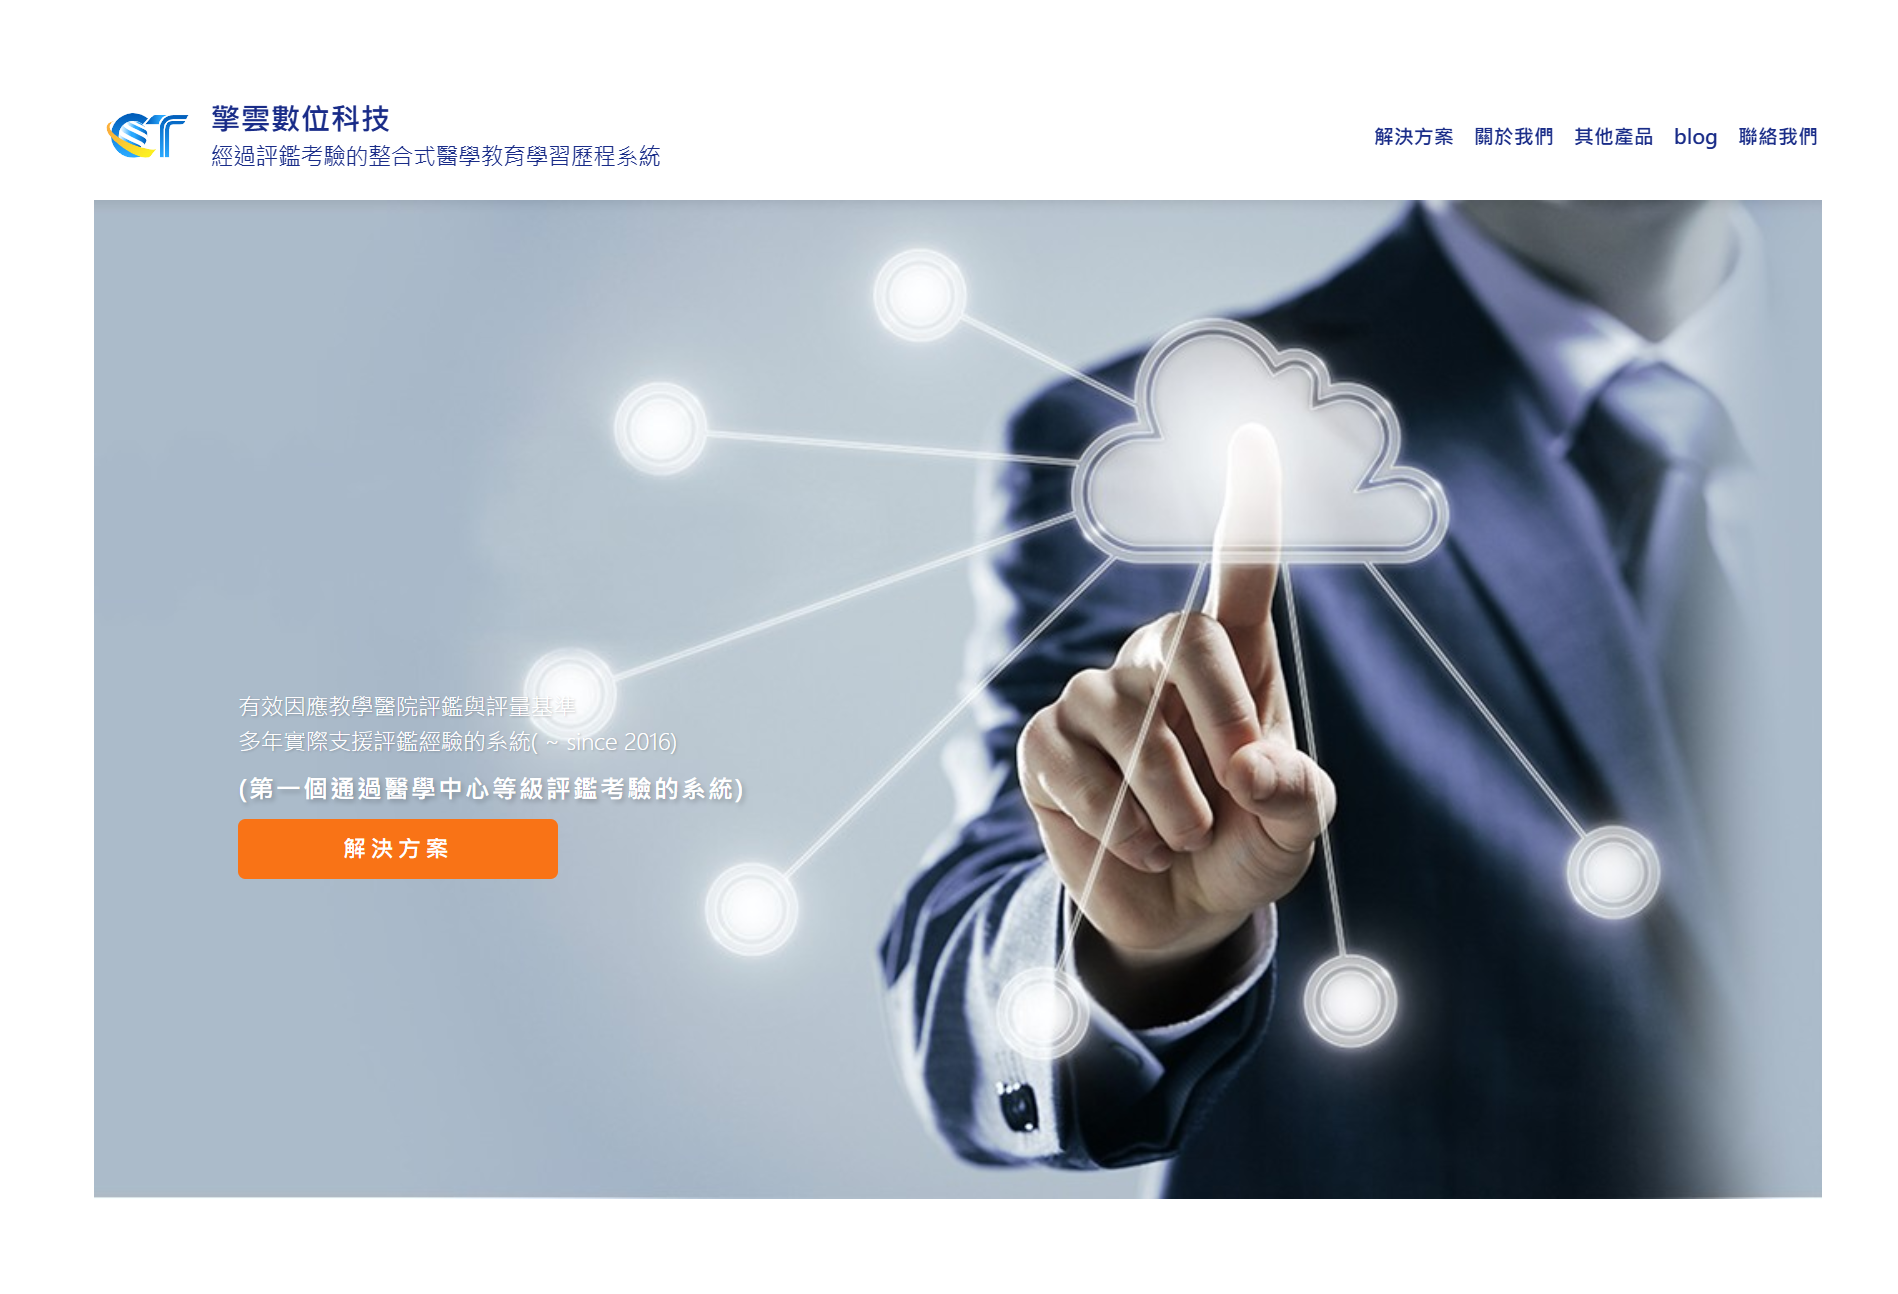 擎雲數位科技
經過評鑑考驗的整合式醫學教育學習歷程系統
解決方案 關於我們 其他產品 blog 聯絡我們
有效因應教學醫院評鑑與評量基準
多年實際支援評鑑經驗的系統( ~ since 2016)
(第一個通過醫學中心等級評鑑考驗的系統)
解決方案